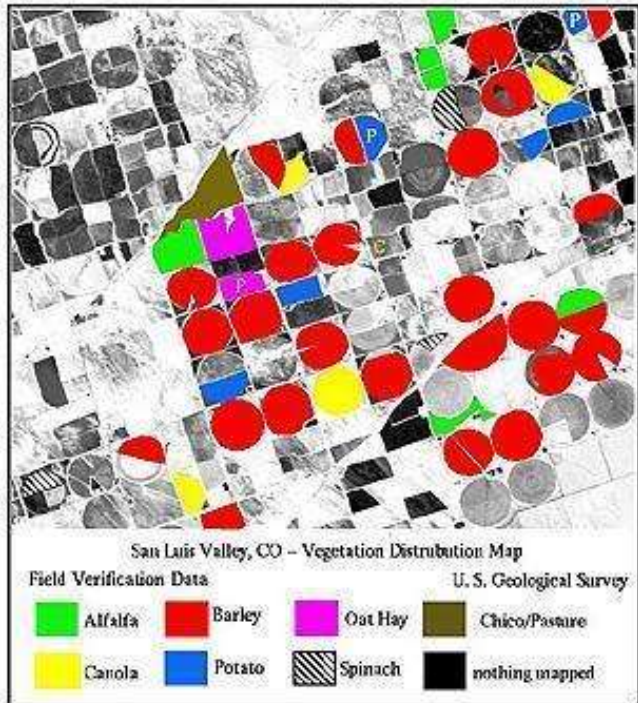 P
P
C
P
A
San Luis Valley, CO – Vegetation Distrubution Map
Field Verification Data
U. S. Geological Survey
Alfalfa
Barley
Oat Hay
Chico/Pasture
Canola
Potato
Spinach
nothing mapped